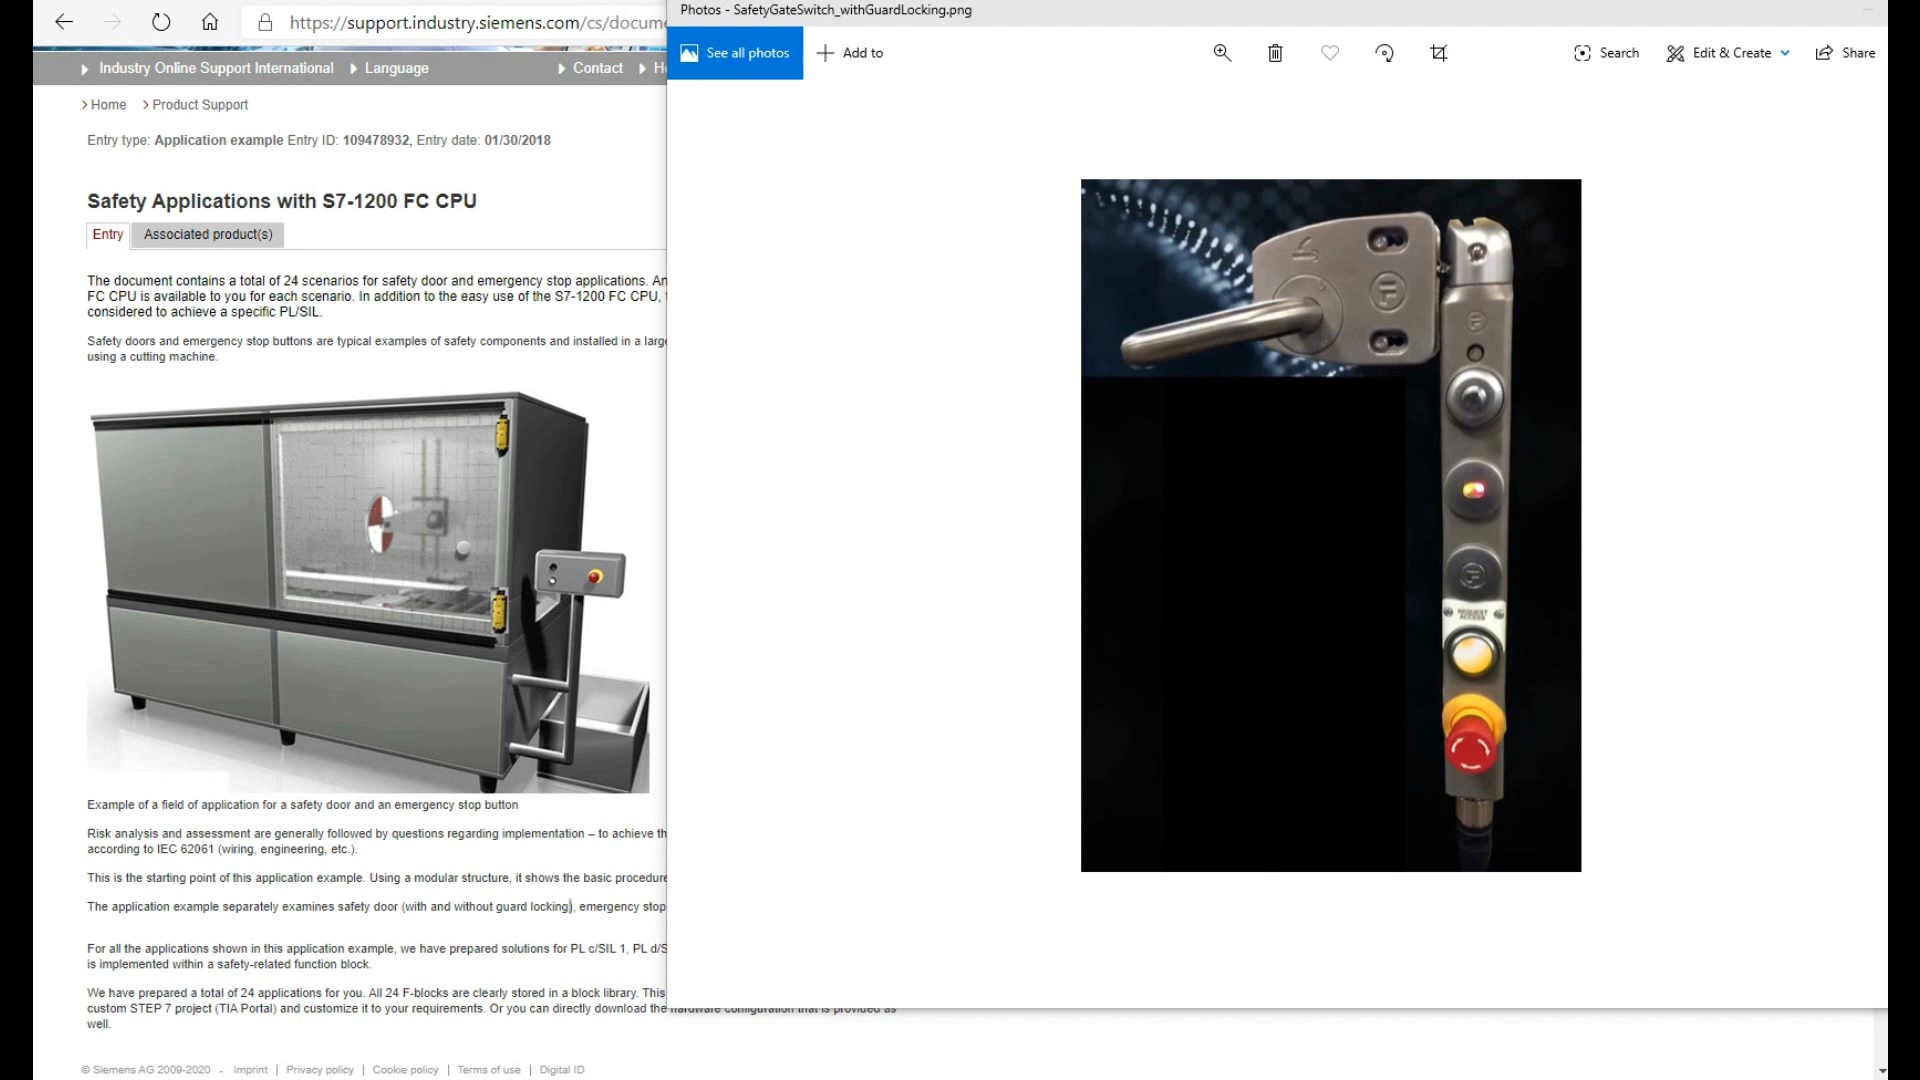 https://support.industry.siemens.com/cs/docume
Industry Online Support International
Language
Contact
He
Home
Product Support
Entry type: Application example Entry ID: 109478932, Entry date: 01/30/2018
Safety Applications with S7-1200 FC CPU
Entry
Associated product(s)
The document contains a total of 24 scenarios for safety door and emergency stop applications. An
FC CPU is available to you for each scenario. In addition to the easy use of the S7-1200 FC CPU,
considered to achieve a specific PL/SIL.
Safety doors and emergency stop buttons are typical examples of safety components and installed in a large
using a cutting machine.
Example of a field of application for a safety door and an emergency stop button
Risk analysis and assessment are generally followed by questions regarding implementation – to achieve th
according to IEC 62061 (wiring, engineering, etc.).
This is the starting point of this application example. Using a modular structure, it shows the basic procedure
The application example separately examines safety door (with and without guard locking), emergency stop
For all the applications shown in this application example, we have prepared solutions for PL c/SIL 1, PL d/S
is implemented within a safety-related function block.
We have prepared a total of 24 applications for you. All 24 F-blocks are clearly stored in a block library. This
custom STEP 7 project (TIA Portal) and customize it to your requirements. Or you can directly download the hardware configuration that is provided as
well.
© Siemens AG 2009-2020 - Imprint | Privacy policy | Cookie policy | Terms of use | Digital ID
Photos - SafetyGateSwitch_withGuardLocking.png
See all photos
Add to
Search
Edit & Create
Share
F
F
F
REQUEST
ACCESS